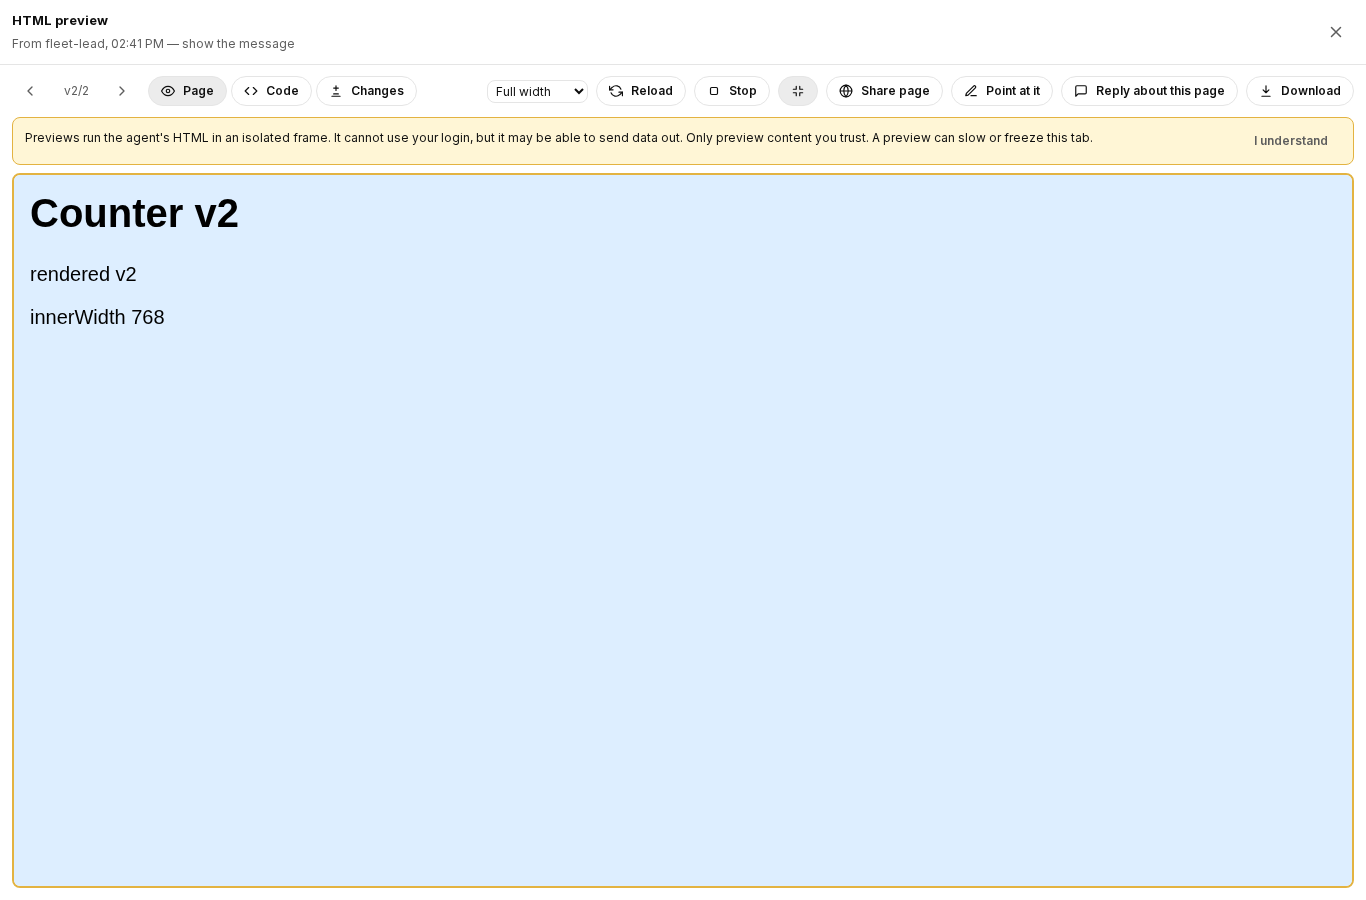 HTML preview
From fleet-lead, 02:41 PM — show the message
v2/2
Page
Code
Changes
Full width
Reload
Stop
Share page
Point at it
Reply about this page
Download
Previews run the agent's HTML in an isolated frame. It cannot use your login, but it may be able to send data out. Only preview content you trust. A preview can slow or freeze this tab.
I understand
Counter v2
rendered v2
innerWidth 768